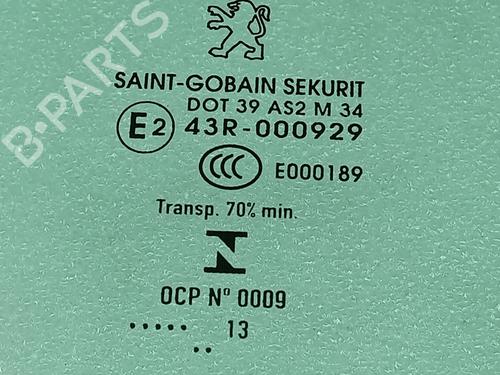 B-PARTS
SAINT-GOBAIN SEKURIT
DOT 39 AS2 M 34
E2 43R-000929
CCC E000189
Transp. 70% min.
OCP Nº 0009
..... 13
..